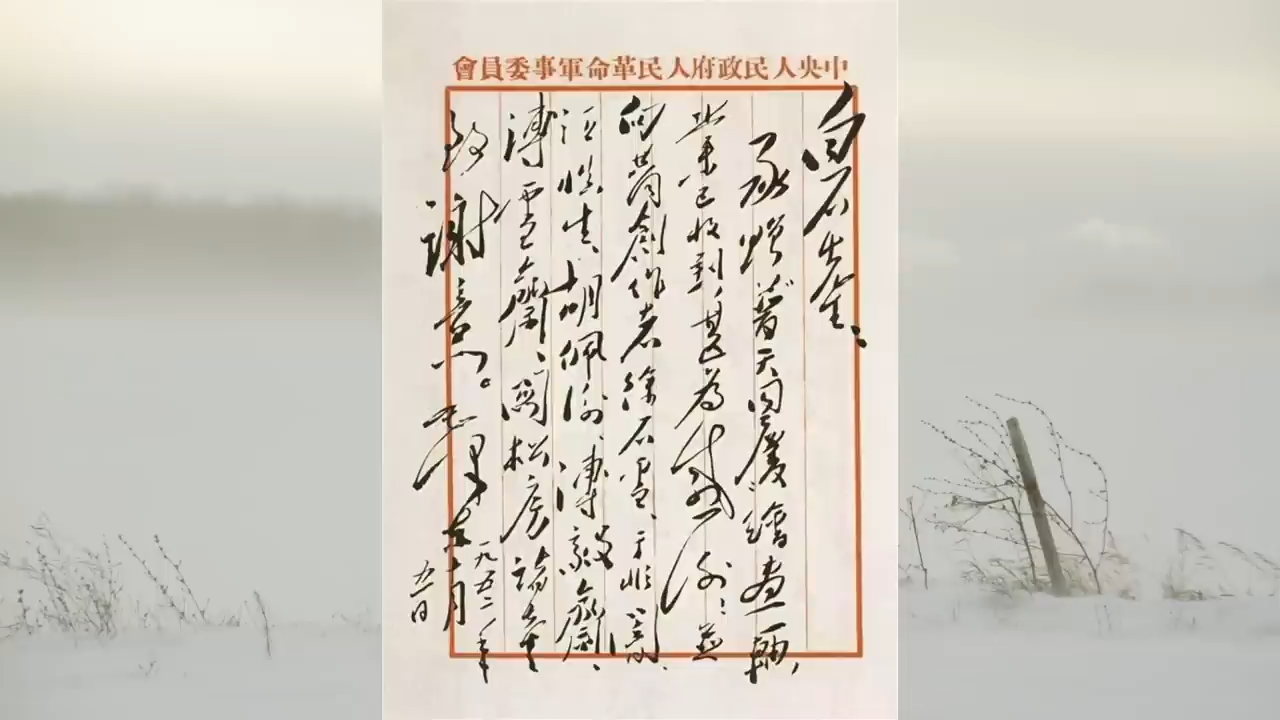 中央人民政府人民革命軍事委員會
白石先生：
承贈普天同慶繪畫一軸，
業已收到，甚為感謝！並
向共同創作者徐石雪、于非闇、
汪慎生、胡佩衡、溥毅齋、
溥雪齋、關松房諸先生
致謝意。
毛澤東
一九五二年
十月